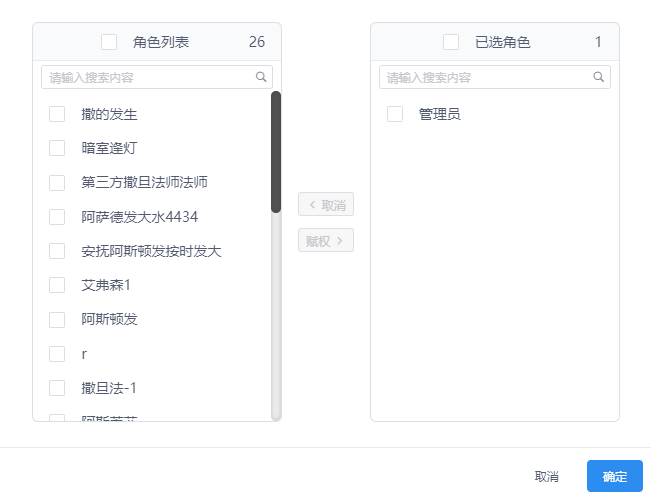 角色列表 26
请输入搜索内容
撒的发生
暗室逢灯
第三方撒旦法师法师
阿萨德发大水4434
安抚阿斯顿发按时发大
艾弗森1
阿斯顿发
r
撒旦法-1
取消
赋权
已选角色 1
请输入搜索内容
管理员
取消
确定